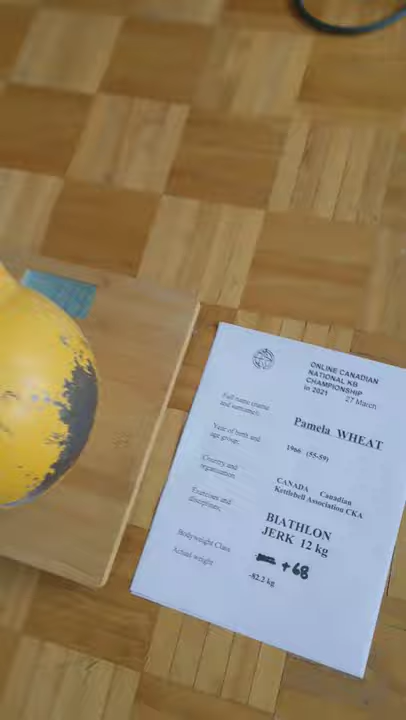 ONLINE CANADIAN
NATIONAL KB
CHAMPIONSHIP
in 2021 27 March
Full name (name
and surname):
Pamela WHEAT
Year of birth and
age group:
1966 (55-59)
Country and
organization:
CANADA Canadian
Kettlebell Association CKA
Exercises and
discipline;
BIATHLON
JERK 12 kg
Bodyweight Class
+68
Actual weight
-82.2 kg